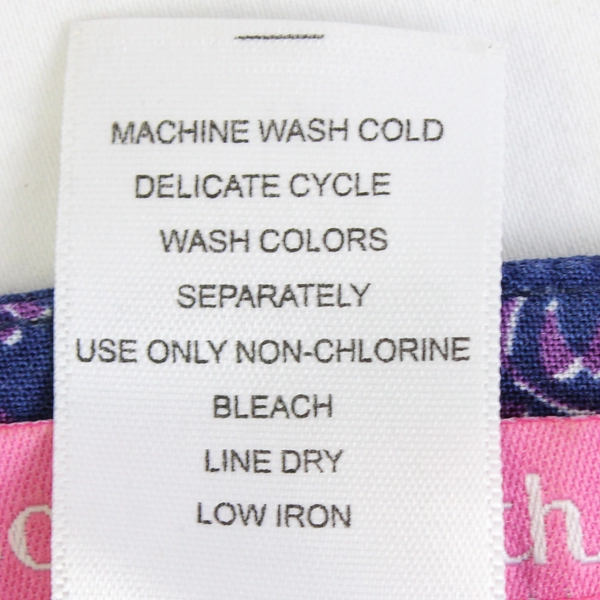 MACHINE WASH COLD
DELICATE CYCLE
WASH COLORS
SEPARATELY
USE ONLY NON-CHLORINE
BLEACH
LINE DRY
LOW IRON